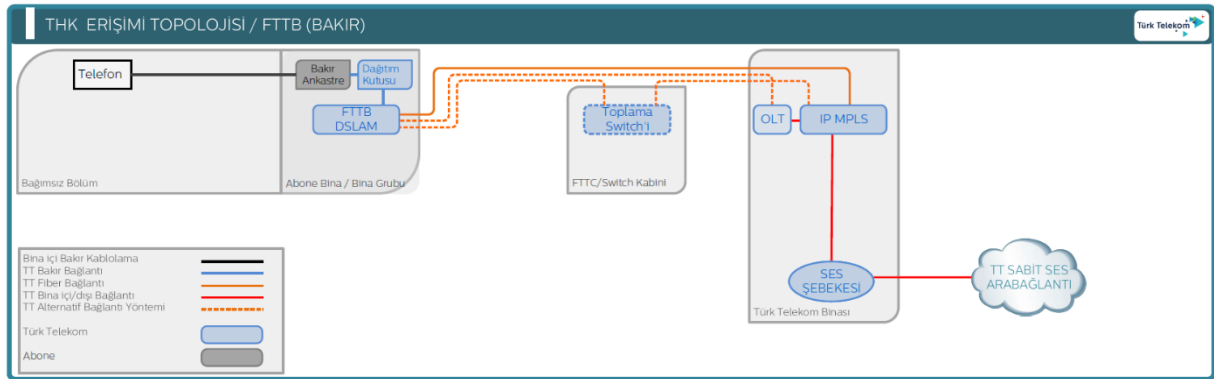 THK ERİŞİMİ TOPOLOJİSİ / FTTB (BAKIR)
Türk Telekom
Telefon
Bakır
Ankastre
Dağıtım
Kutusu
FTTB
DSLAM
Toplama
Switch'i
OLT
IP MPLS
Bağımsız Bölüm
Abone Bina / Bina Grubu
FTTC/Switch Kabini
SES
ŞEBEKESİ
TT SABİT SES
ARABAĞLANTI
Türk Telekom Binası
Bina içi Bakır Kablolama
TT Bakır Bağlantı
TT Fiber Bağlantı
TT Bina içi/dışı Bağlantı
TT Alternatif Bağlantı Yöntemi
Türk Telekom
Abone